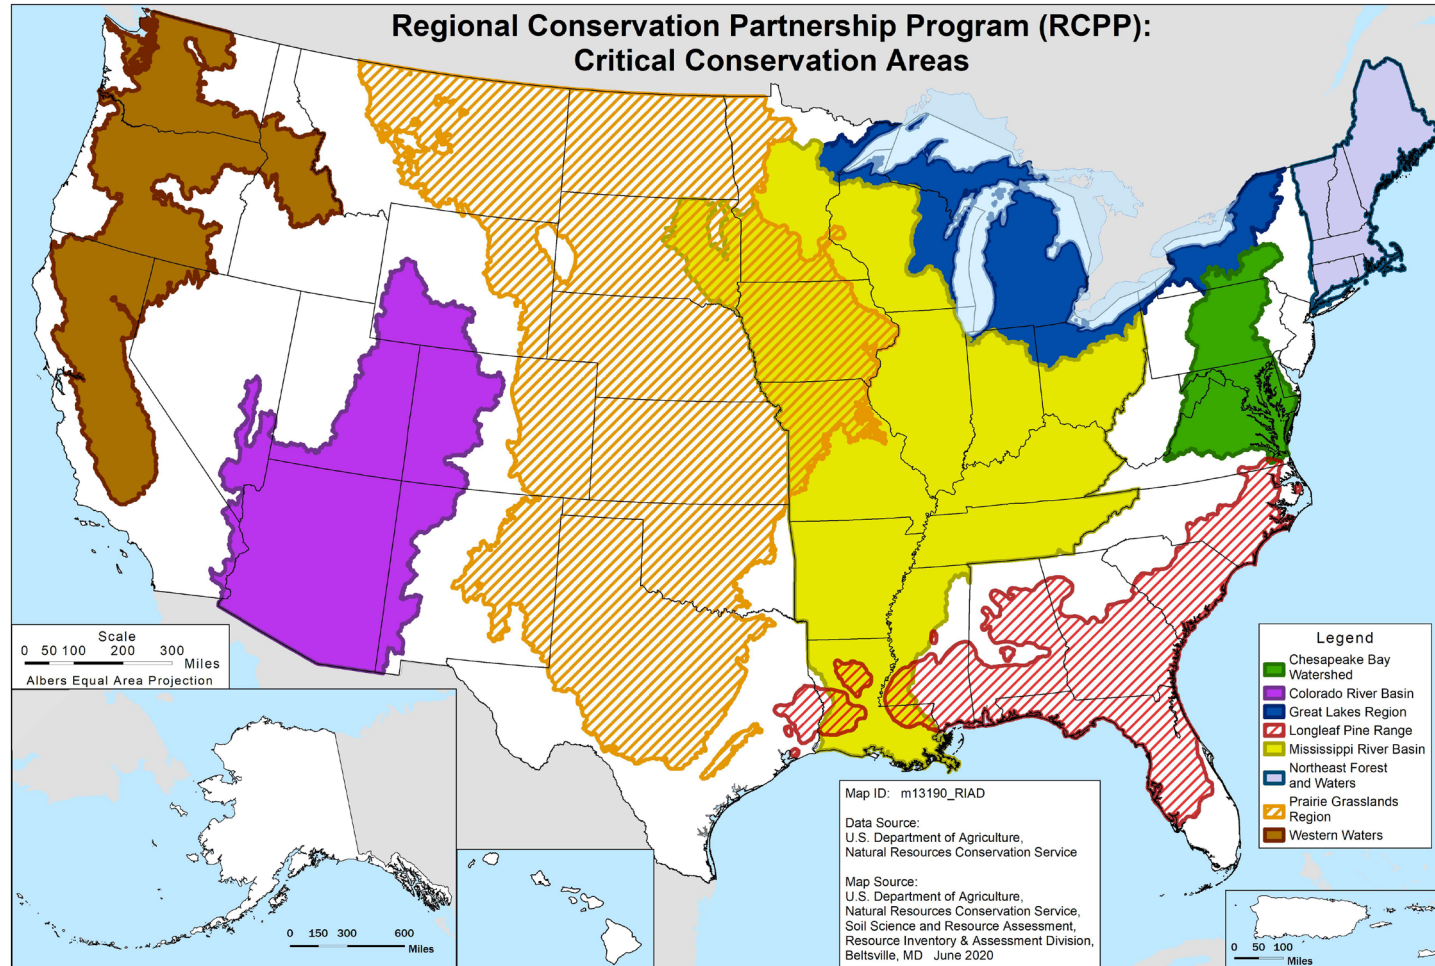 Regional Conservation Partnership Program (RCPP):
Critical Conservation Areas
Scale
0 50 100 200 300
Miles
Albers Equal Area Projection
0 150 300 600
Miles
Map ID: m13190_RIAD
Data Source:
U.S. Department of Agriculture,
Natural Resources Conservation Service
Map Source:
U.S. Department of Agriculture,
Natural Resources Conservation Service,
Soil Science and Resource Assessment,
Resource Inventory & Assessment Division,
Beltsville, MD June 2020
Legend
Chesapeake Bay
Watershed
Colorado River Basin
Great Lakes Region
Longleaf Pine Range
Mississippi River Basin
Northeast Forest
and Waters
Prairie Grasslands
Region
Western Waters
0 50 100
Miles